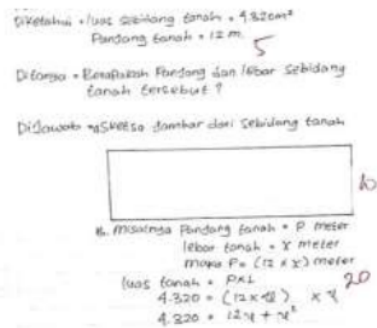 Diketahui = luas sebidang tanah = 4.320m²
Panjang tanah = 12 m
5
Ditanya = Berapakah Panjang dan lebar Sebidang
tanah tersebut ?
Dijawab = a Sketsa gambar dari Sebidang tanah
10
b. misalnya Panjang tanah = P meter
lebar tanah = x meter
maka P = (12 + x) meter
luas tanah = PXL
20
4.320 = (12 + x) x x
4.320 = 12x + x²